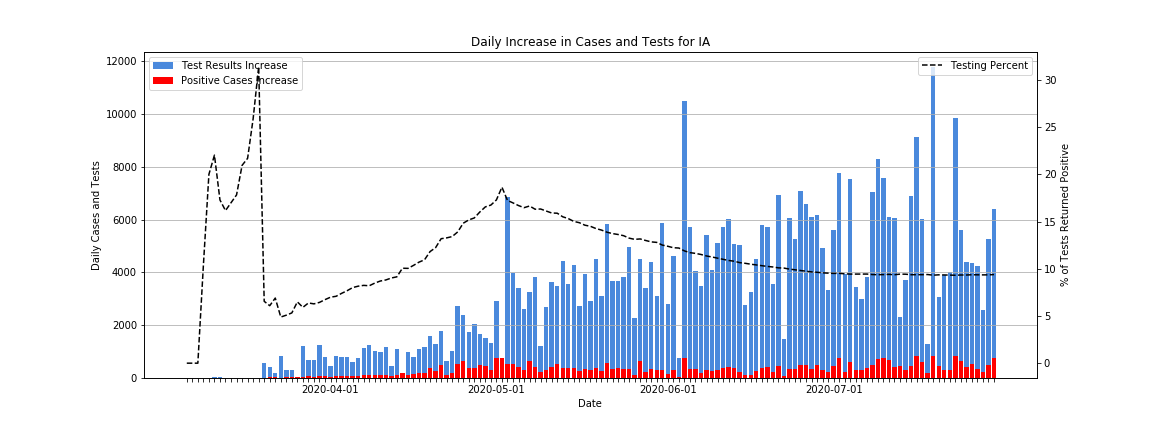 Daily Increase in Cases and Tests for IA
Test Results Increase
Positive Cases Increase
Testing Percent
12000
10000
8000
6000
4000
2000
0
Daily Cases and Tests
30
25
20
15
10
5
0
% of Tests Returned Positive
2020-04-01
2020-05-01
2020-06-01
2020-07-01
Date